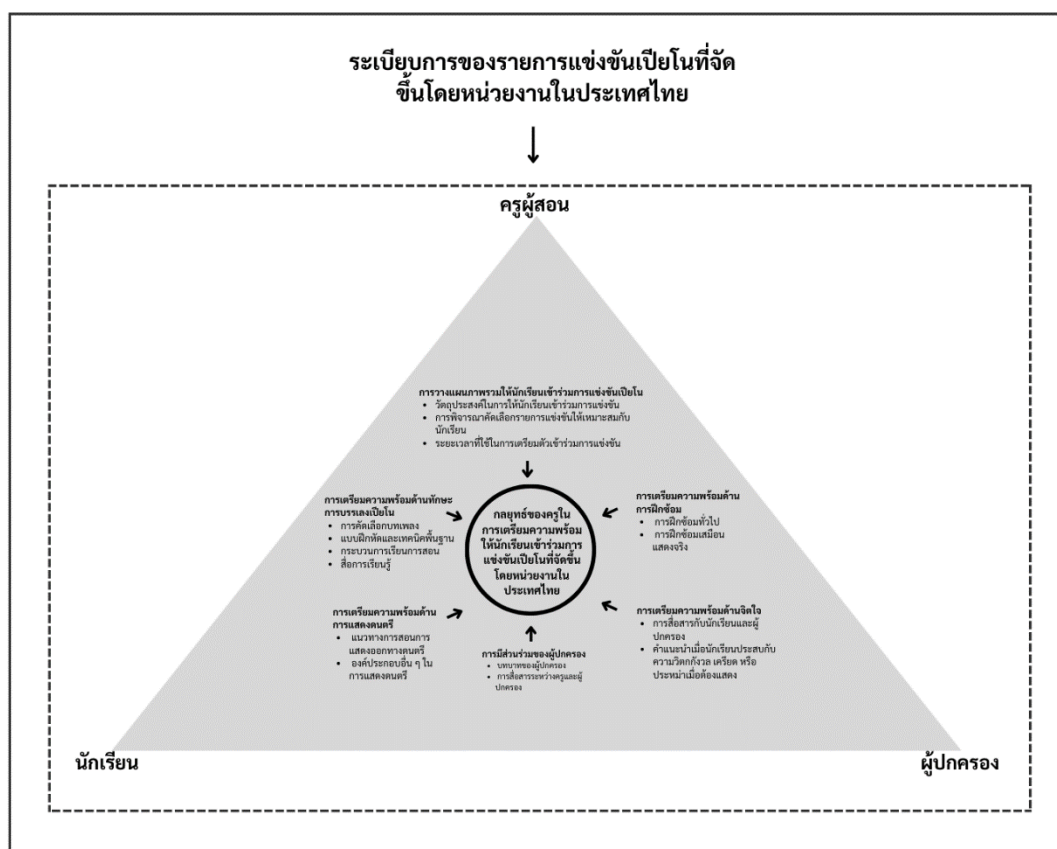 ระเบียบการของรายการแข่งขันเปียโนที่จัด
ขึ้นโดยหน่วยงานในประเทศไทย
ครูผู้สอน
การวางแผนภาพรวมให้นักเรียนเข้าร่วมการแข่งขันเปียโน
• วัตถุประสงค์ในการให้นักเรียนเข้าร่วมการแข่งขัน
• การพิจารณาคัดเลือกรายการแข่งขันให้เหมาะสมกับ
นักเรียน
• ระยะเวลาที่ใช้ในการเตรียมตัวเข้าร่วมการแข่งขัน
การเตรียมความพร้อมด้านทักษะ
การบรรเลงเปียโน
• การคัดเลือกบทเพลง
• แบบฝึกหัดและเทคนิคพื้นฐาน
• กระบวนการเรียนการสอน
• สื่อการเรียนรู้
กลยุทธ์ของครูใน
การเตรียมความพร้อม
ให้นักเรียนเข้าร่วมการ
แข่งขันเปียโนที่จัดขึ้น
โดยหน่วยงานใน
ประเทศไทย
การเตรียมความพร้อมด้าน
การฝึกซ้อม
• การฝึกซ้อมทั่วไป
• การฝึกซ้อมเสมือน
แสดงจริง
การเตรียมความพร้อมด้าน
การแสดงดนตรี
• แนวทางการสอนการ
แสดงออกทางดนตรี
• องค์ประกอบอื่น ๆ ใน
การแสดงดนตรี
การมีส่วนร่วมของผู้ปกครอง
• บทบาทของผู้ปกครอง
• การสื่อสารระหว่างครูและผู้
ปกครอง
การเตรียมความพร้อมด้านจิตใจ
• การสื่อสารกับนักเรียนและผู้
ปกครอง
• คำแนะนำเมื่อนักเรียนประสบกับ
ความวิตกกังวล เครียด หรือ
ประหม่าเมื่อต้องแสดง
นักเรียน
ผู้ปกครอง